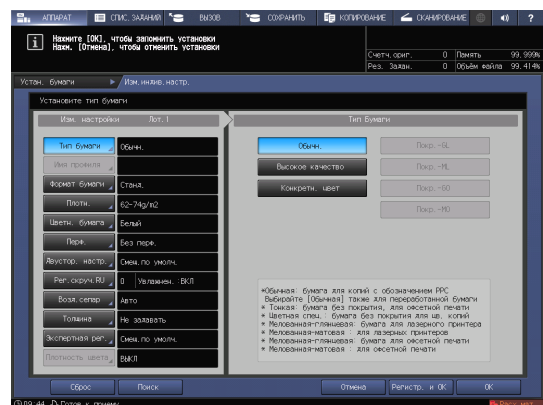 АППАРАТ
СПИС. ЗАДАНИЙ
ВЫЗОВ
СОХРАНИТЬ
КОПИРОВАНИЕ
СКАНИРОВАНИЕ
?
Нажмите [OK], чтобы запомнить установки
Нажм. [Отмена], чтобы отменить установки
Счетч. ориг. 0 Память 99.999%
Рез. Задан. 0 Объём файла 99.414%
Устан. бумаги
Изм. индив. настр.
Установите тип бумаги
Изм. настройки Лот.1
Тип бумаги
Обычн.
Имя профиля
Формат бумаги
Станд.
Плотн.
62-74g/m2
Цветн. бумага
Белый
Перф.
Без перф.
Двустор. настр.
Смещ. по умолч.
Рег.скруч.RU
0
Увлажнен. :ВКЛ
Возд.сепар
Авто
Толщина
Не задавать
Экспертная рег.
Смещ. по умолч.
Плотность цвета
ВЫКЛ
Тип Бумаги
Обычн.
Покр.-GL
Высокое качество
Покр.-ML
Конкретн. цвет
Покр.-GO
Покр.-MO
*Обычная: бумага для копий с обозначением PPC
Выбирайте [Обычная] также для переработанной бумаги
* Тонкая: бумага без покрытия, для офсетной печати
* Цветная спец.: бумага без покрытия для цв. копий
* Мелованная-глянцевая: бумага для лазерного принтера
* Мелованная-матовая : для лазерных принтеров
* Мелованная-глянцевая: бумага для офсетной печати
* Мелованная-матовая : для офсетной печати
Сброс
Поиск
Отмена
Регистр. и OK
OK
09:44
Готов к приему